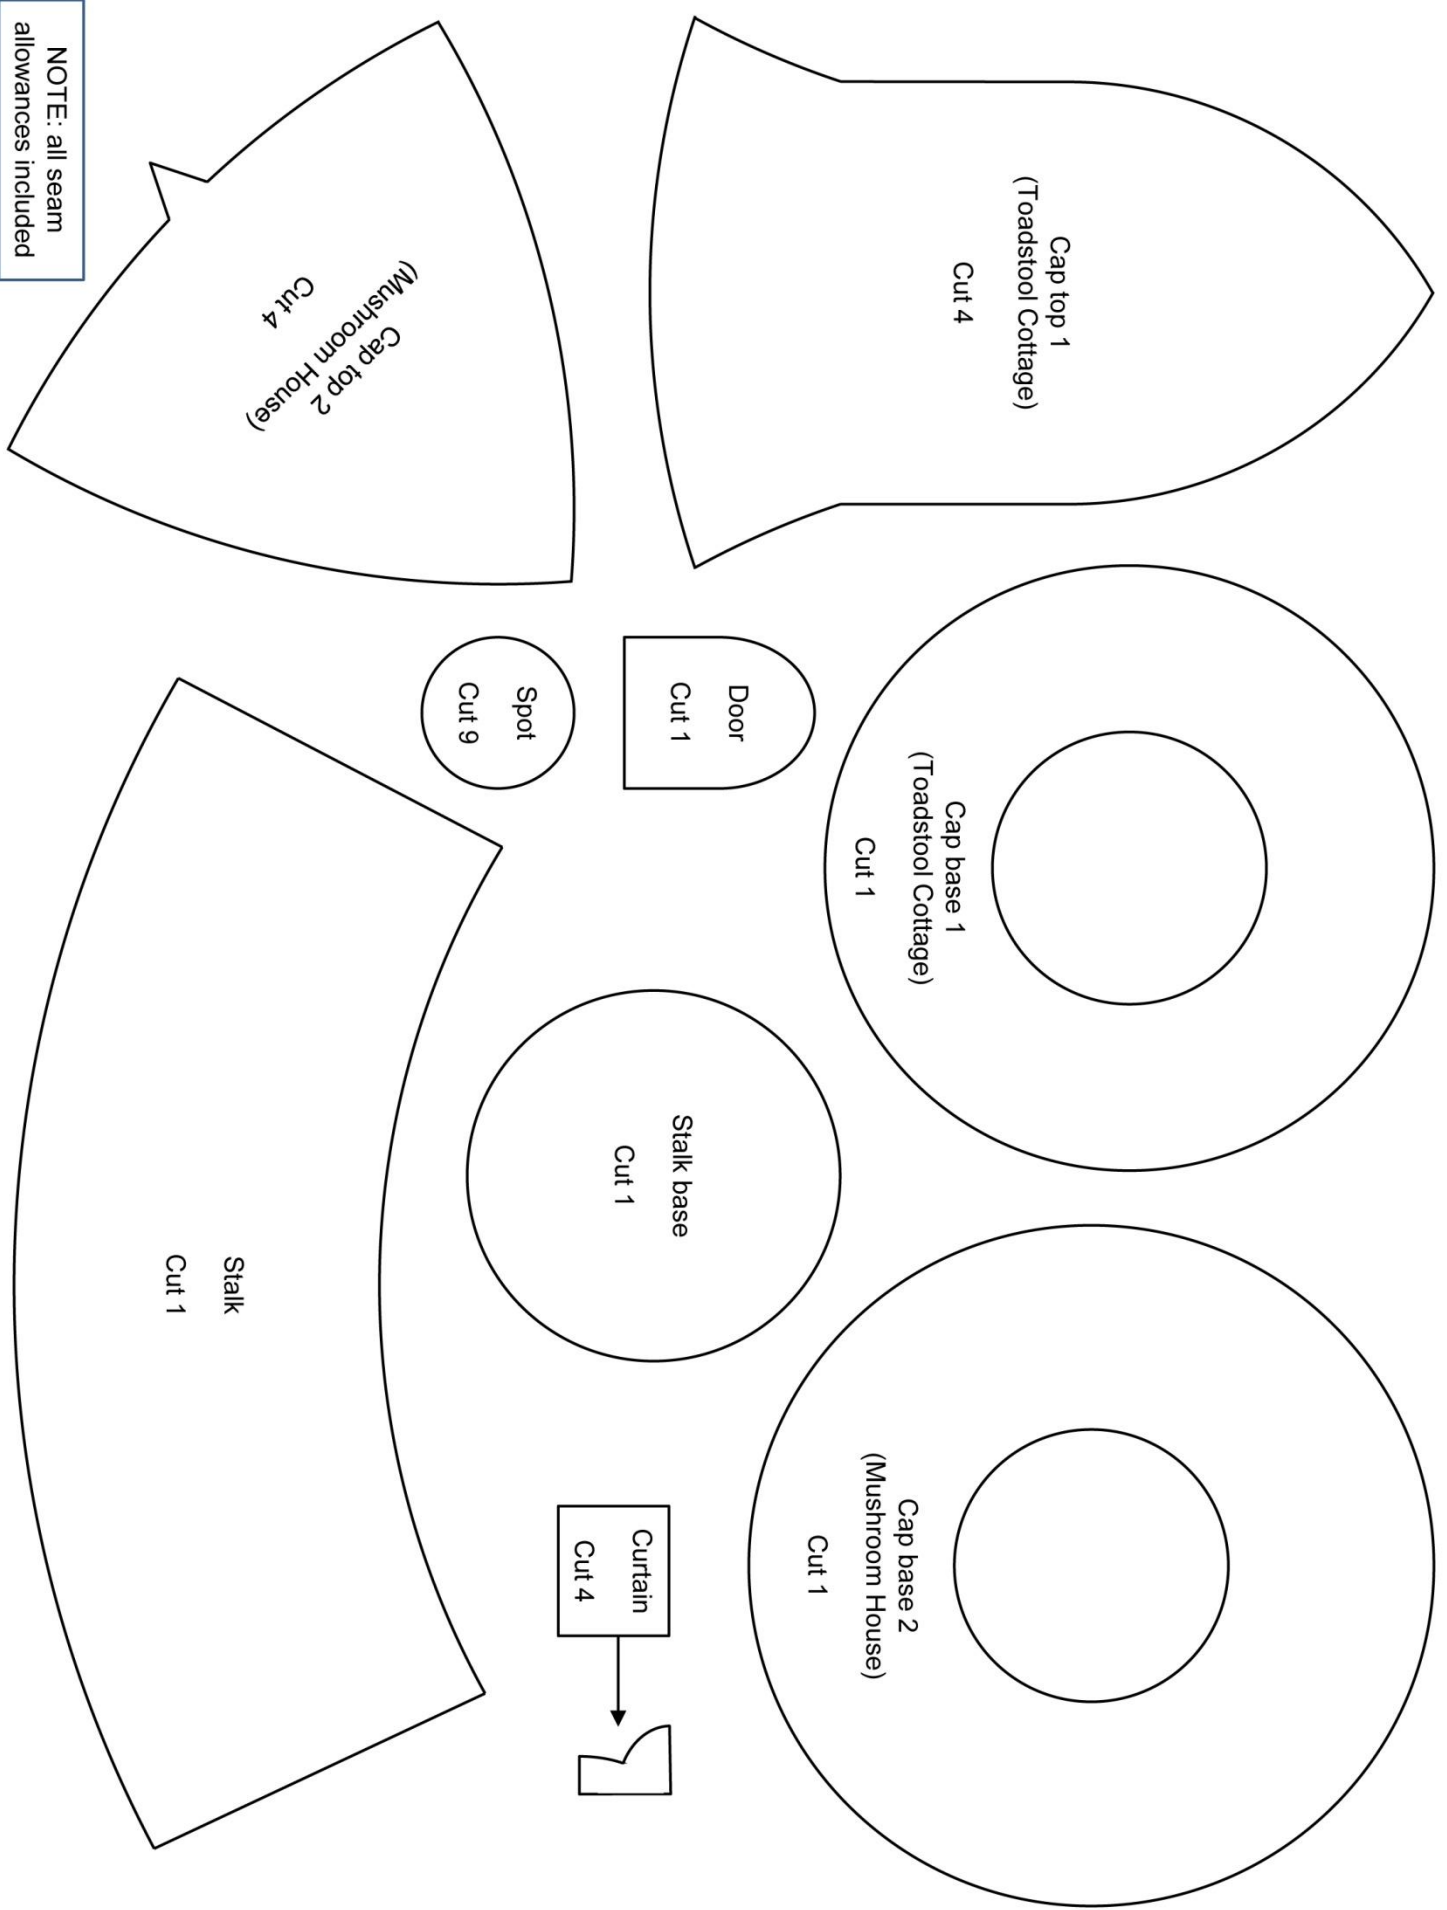 Cap top 1
(Toadstool Cottage)
Cut 4
Cap base 1
(Toadstool Cottage)
Cut 1
Cap base 2
(Mushroom House)
Cut 1
Cap top 2
(Mushroom House)
Cut 4
Door
Cut 1
Spot
Cut 9
Stalk base
Cut 1
Curtain
Cut 4
Stalk
Cut 1
NOTE: all seam
allowances included